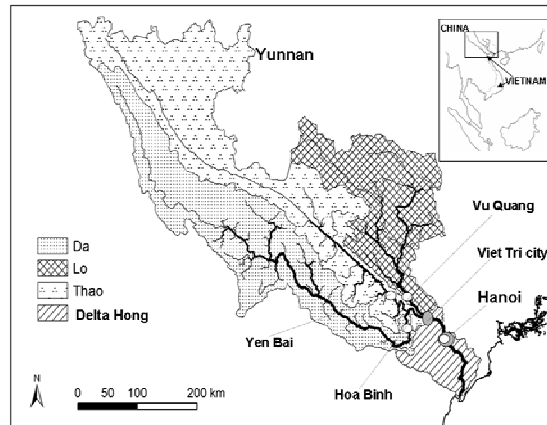 CHINA
VIETNAM
Yunnan
Vu Quang
Viet Tri city
Hanoi
Da
Lo
Thao
Delta Hong
Yen Bai
Hoa Binh
N
0 50 100 200 km